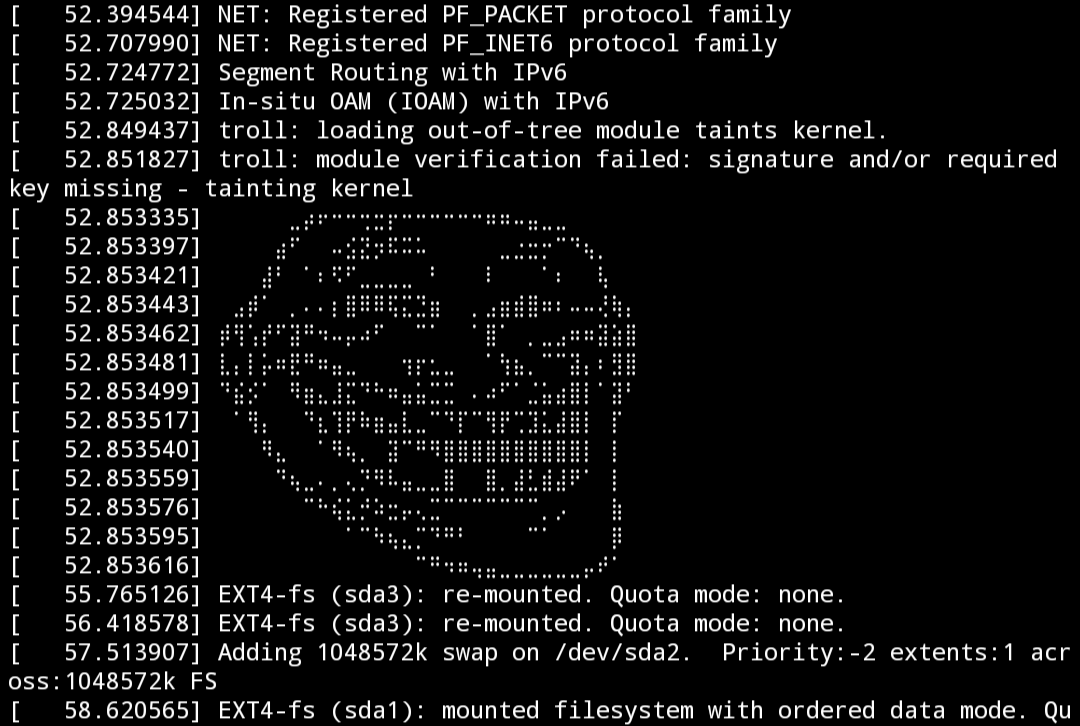 [   52.394544] NET: Registered PF_PACKET protocol family
[   52.707990] NET: Registered PF_INET6 protocol family
[   52.724772] Segment Routing with IPv6
[   52.725032] In-situ OAM (IOAM) with IPv6
[   52.849437] troll: loading out-of-tree module taints kernel.
[   52.851827] troll: module verification failed: signature and/or required
key missing - tainting kernel
[   52.853335]
[   52.853397]
[   52.853421]
[   52.853443]
[   52.853462]
[   52.853481]
[   52.853499]
[   52.853517]
[   52.853540]
[   52.853559]
[   52.853576]
[   52.853595]
[   52.853616]
[   55.765126] EXT4-fs (sda3): re-mounted. Quota mode: none.
[   56.418578] EXT4-fs (sda3): re-mounted. Quota mode: none.
[   57.513907] Adding 1048572k swap on /dev/sda2.  Priority:-2 extents:1 acr
oss:1048572k FS
[   58.620565] EXT4-fs (sda1): mounted filesystem with ordered data mode. Qu